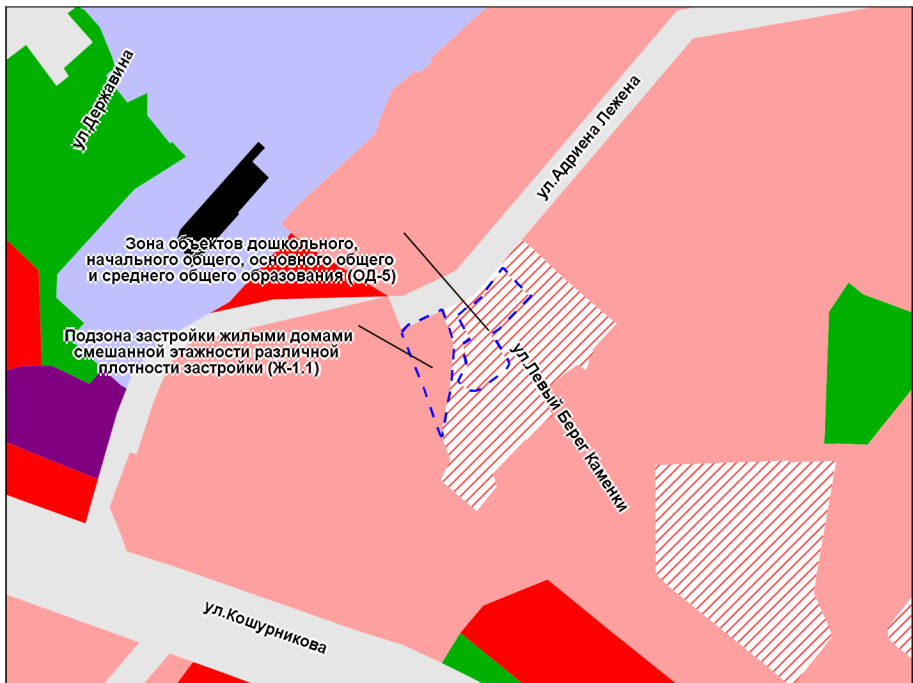 ул.Державина
ул.Адриена Лежена
Зона объектов дошкольного,
начального общего, основного общего
и среднего общего образования (ОД-5)
Подзона застройки жилыми домами
смешанной этажности различной
плотности застройки (Ж-1.1)
ул.Левый Берег Каменки
ул.Кошурникова